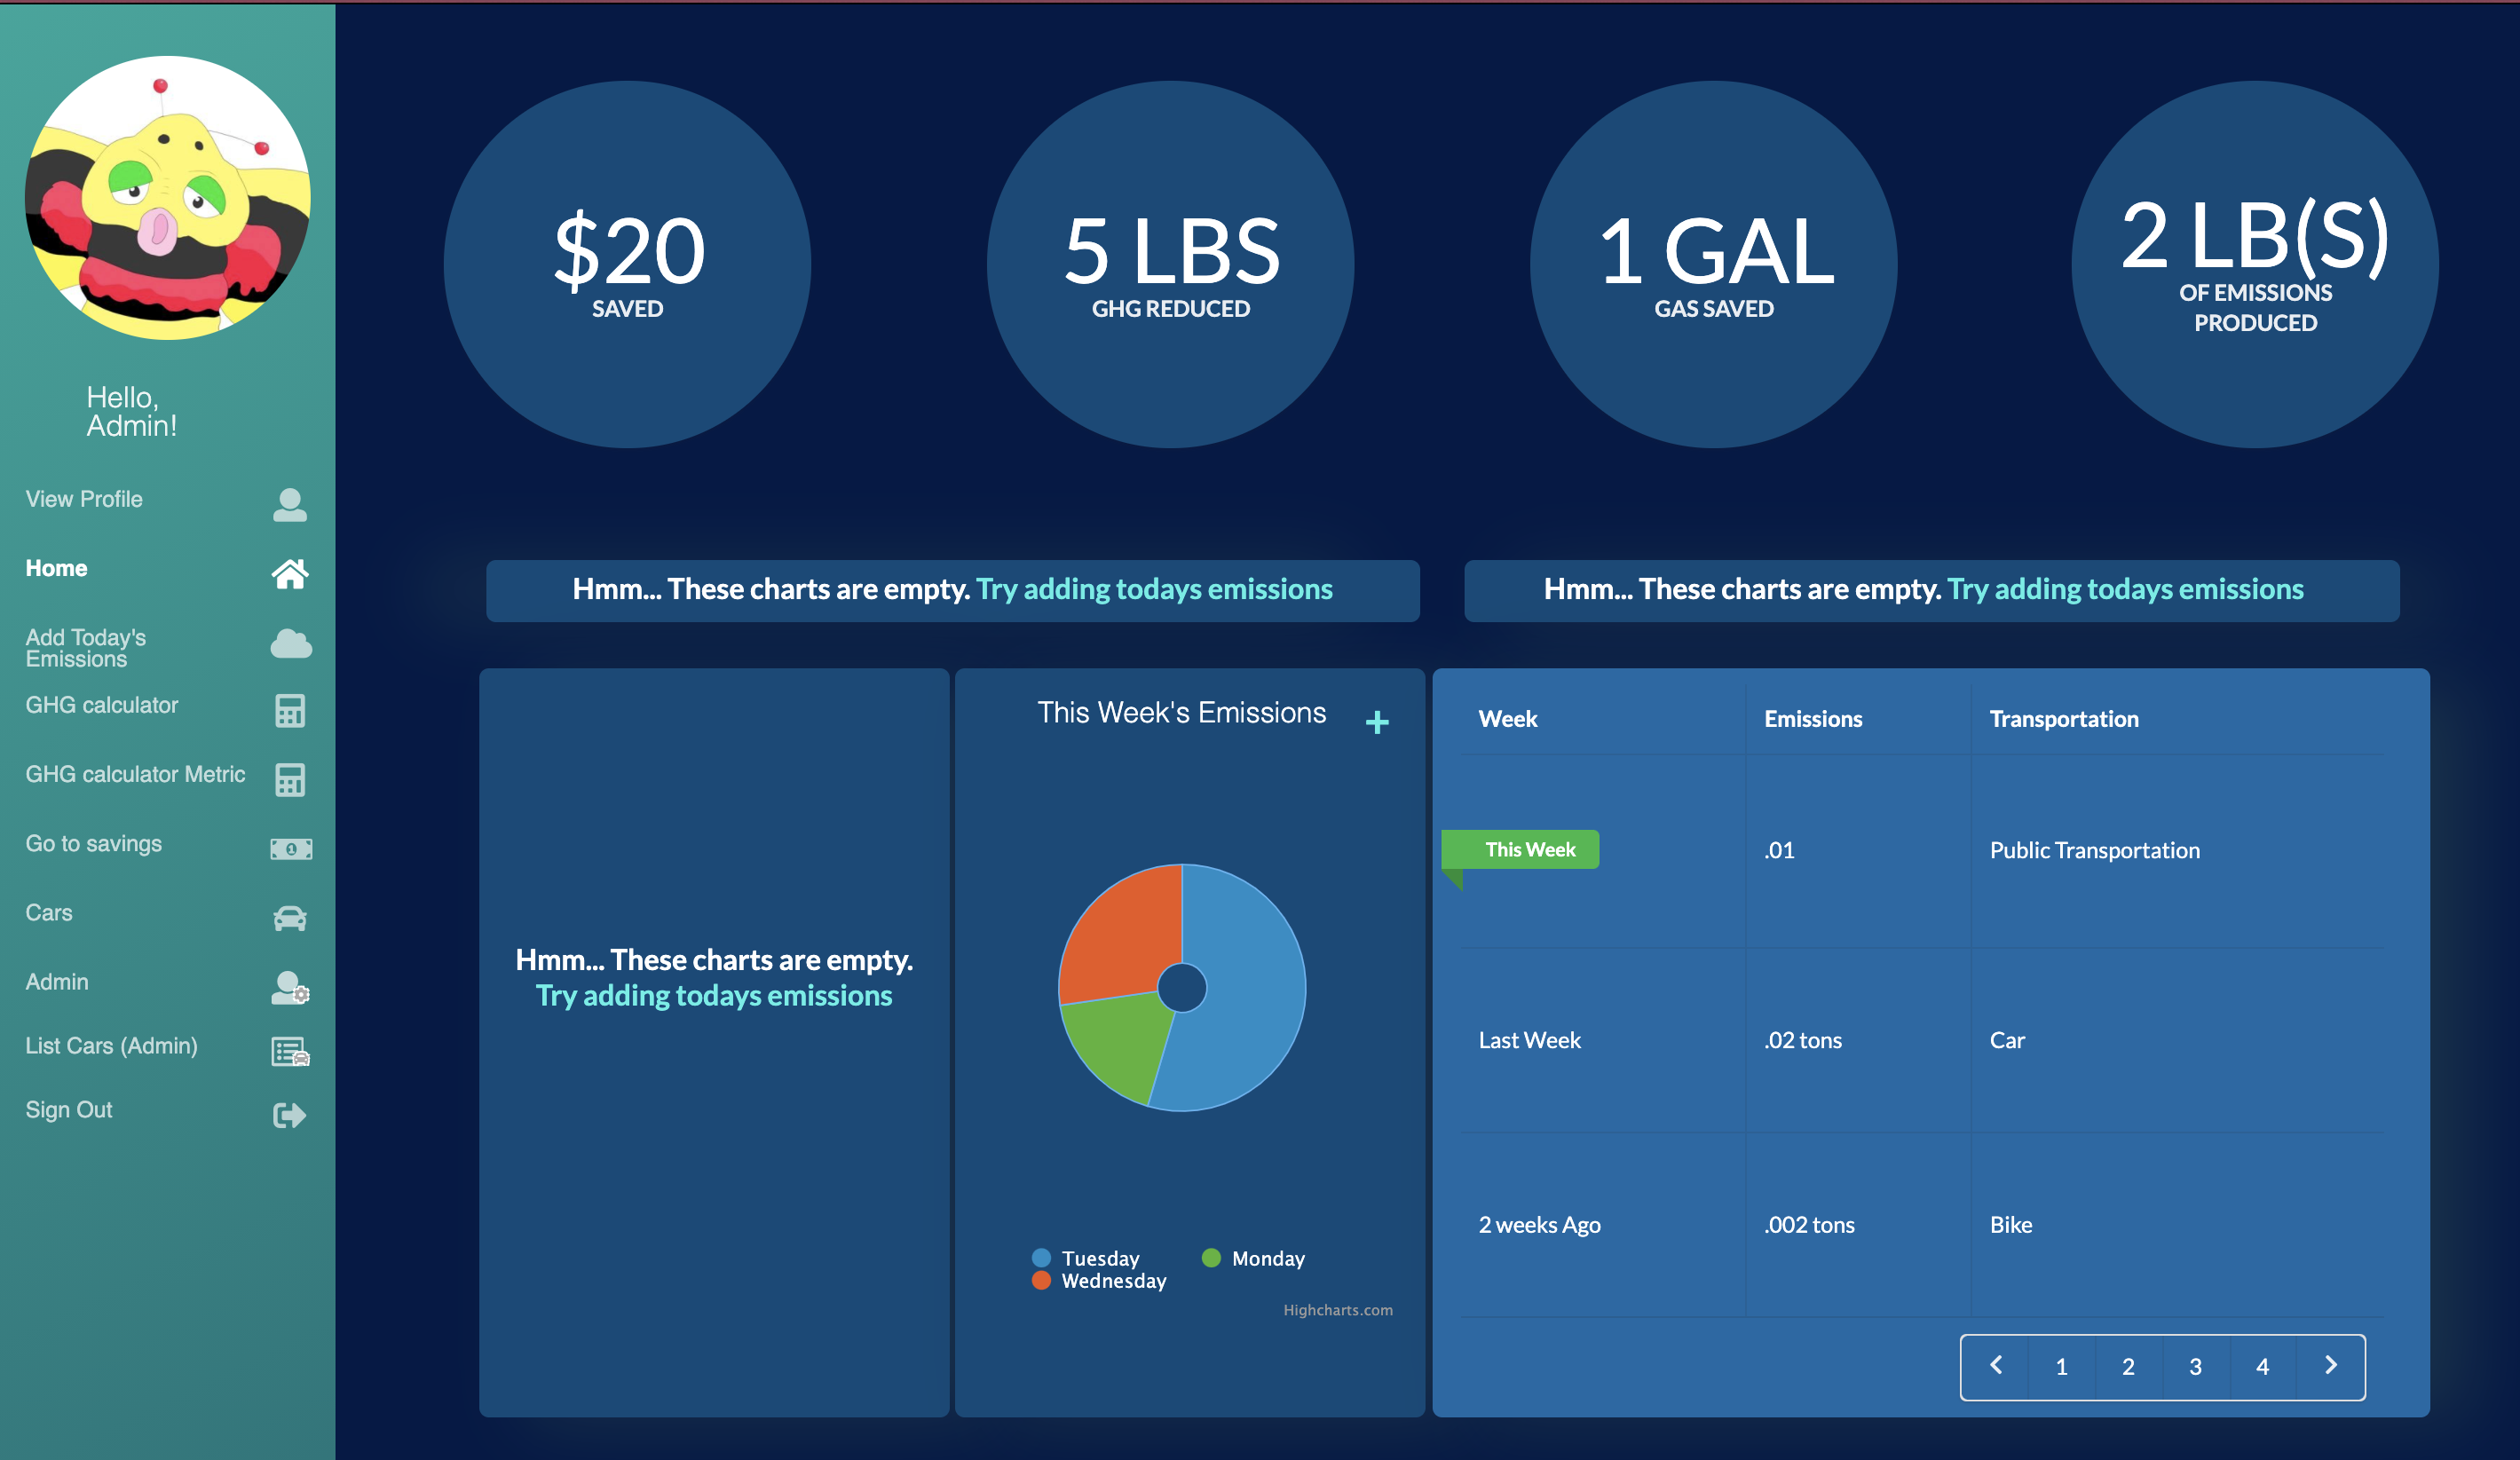 Hello,
Admin!
View Profile
Home
Add Today's
Emissions
GHG calculator
GHG calculator Metric
Go to savings
1
Cars
Admin
List Cars (Admin)
Sign Out
$20
SAVED
5 LBS
GHG REDUCED
1 GAL
GAS SAVED
2 LB(S)
OF EMISSIONS
PRODUCED
Hmm... These charts are empty. Try adding todays emissions
Hmm... These charts are empty. Try adding todays emissions
Hmm... These charts are empty.
Try adding todays emissions
This Week's Emissions +
Tuesday Monday
Wednesday
Highcharts.com
Week Emissions Transportation
This Week .01 Public Transportation
Last Week .02 tons Car
2 weeks Ago .002 tons Bike
1 2 3 4